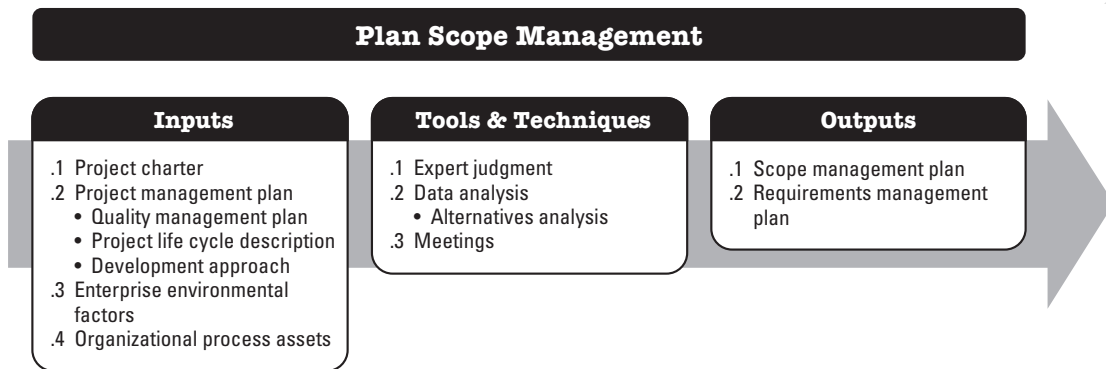 Plan Scope Management
Inputs
.1 Project charter
.2 Project management plan
• Quality management plan
• Project life cycle description
• Development approach
.3 Enterprise environmental
factors
.4 Organizational process assets
Tools & Techniques
.1 Expert judgment
.2 Data analysis
• Alternatives analysis
.3 Meetings
Outputs
.1 Scope management plan
.2 Requirements management
plan